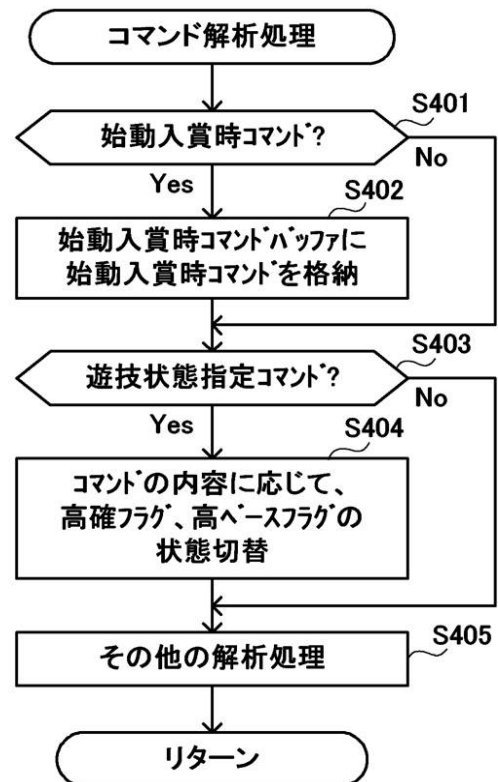 コマンド解析処理
S401
始動入賞時コマンド?
No
Yes
S402
始動入賞時コマンドバッファに
始動入賞時コマンドを格納
S403
遊技状態指定コマンド?
No
Yes
S404
コマンドの内容に応じて、
高確フラグ、高ベースフラグの
状態切替
S405
その他の解析処理
リターン